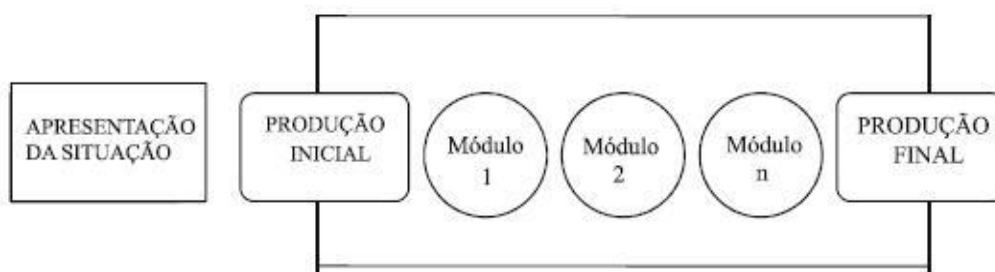 APRESENTAÇÃO
DA SITUAÇÃO
PRODUÇÃO
INICIAL
Módulo
1
Módulo
2
Módulo
n
PRODUÇÃO
FINAL